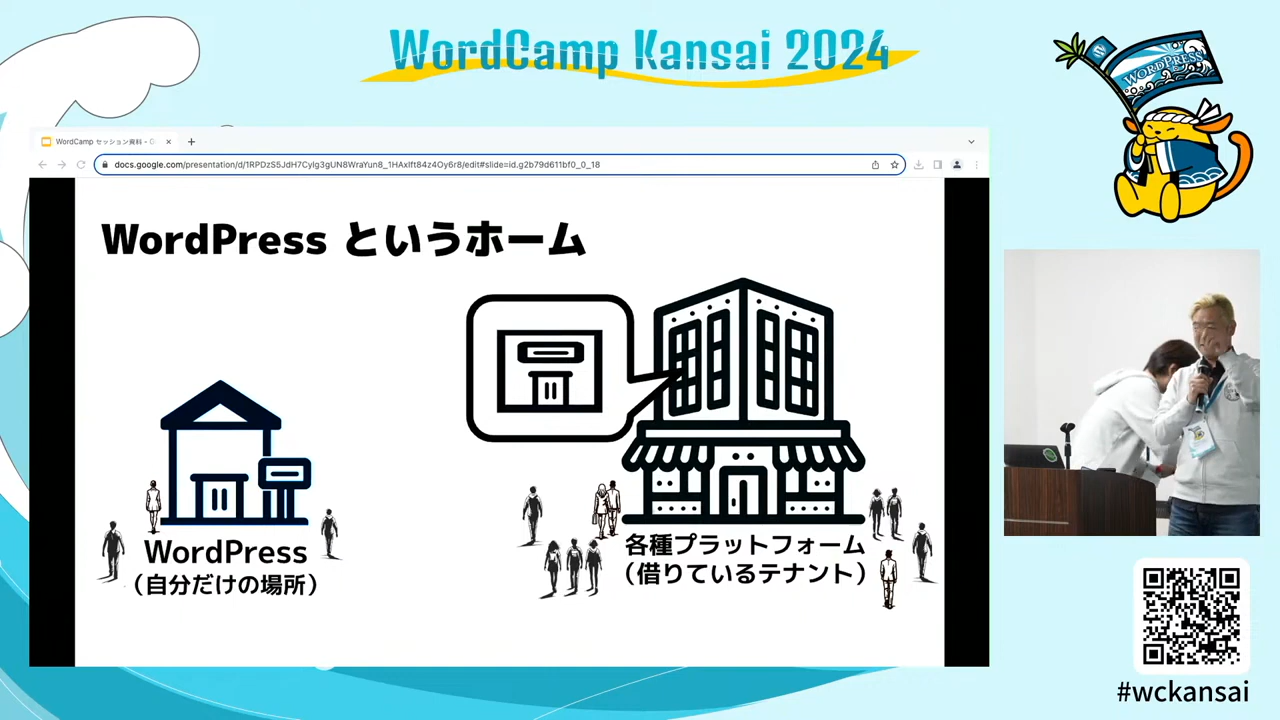 WordCamp Kansai 2024
WORDPRESS
WordCamp セッション資料 - G
docs.google.com/presentation/d/1RPDzS5JdH7Cylg3gUN8WraYun8_1HAxIft84z4Oy6r8/edit#slide=id.g2b79d611bf0_0_18
WordPress というホーム
WordPress
（自分だけの場所）
各種プラットフォーム
（借りているテナント）
#wckansai